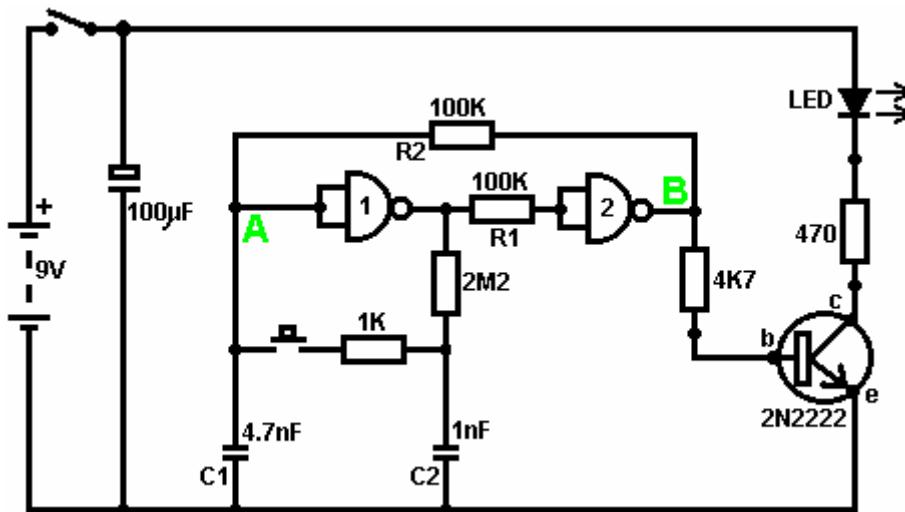 LED
100K
R2
100K
A
1
2
B
R1
100µF
+
9V
2M2
4K7
470
1K
c
b
e
2N2222
4.7nF
1nF
C1
C2